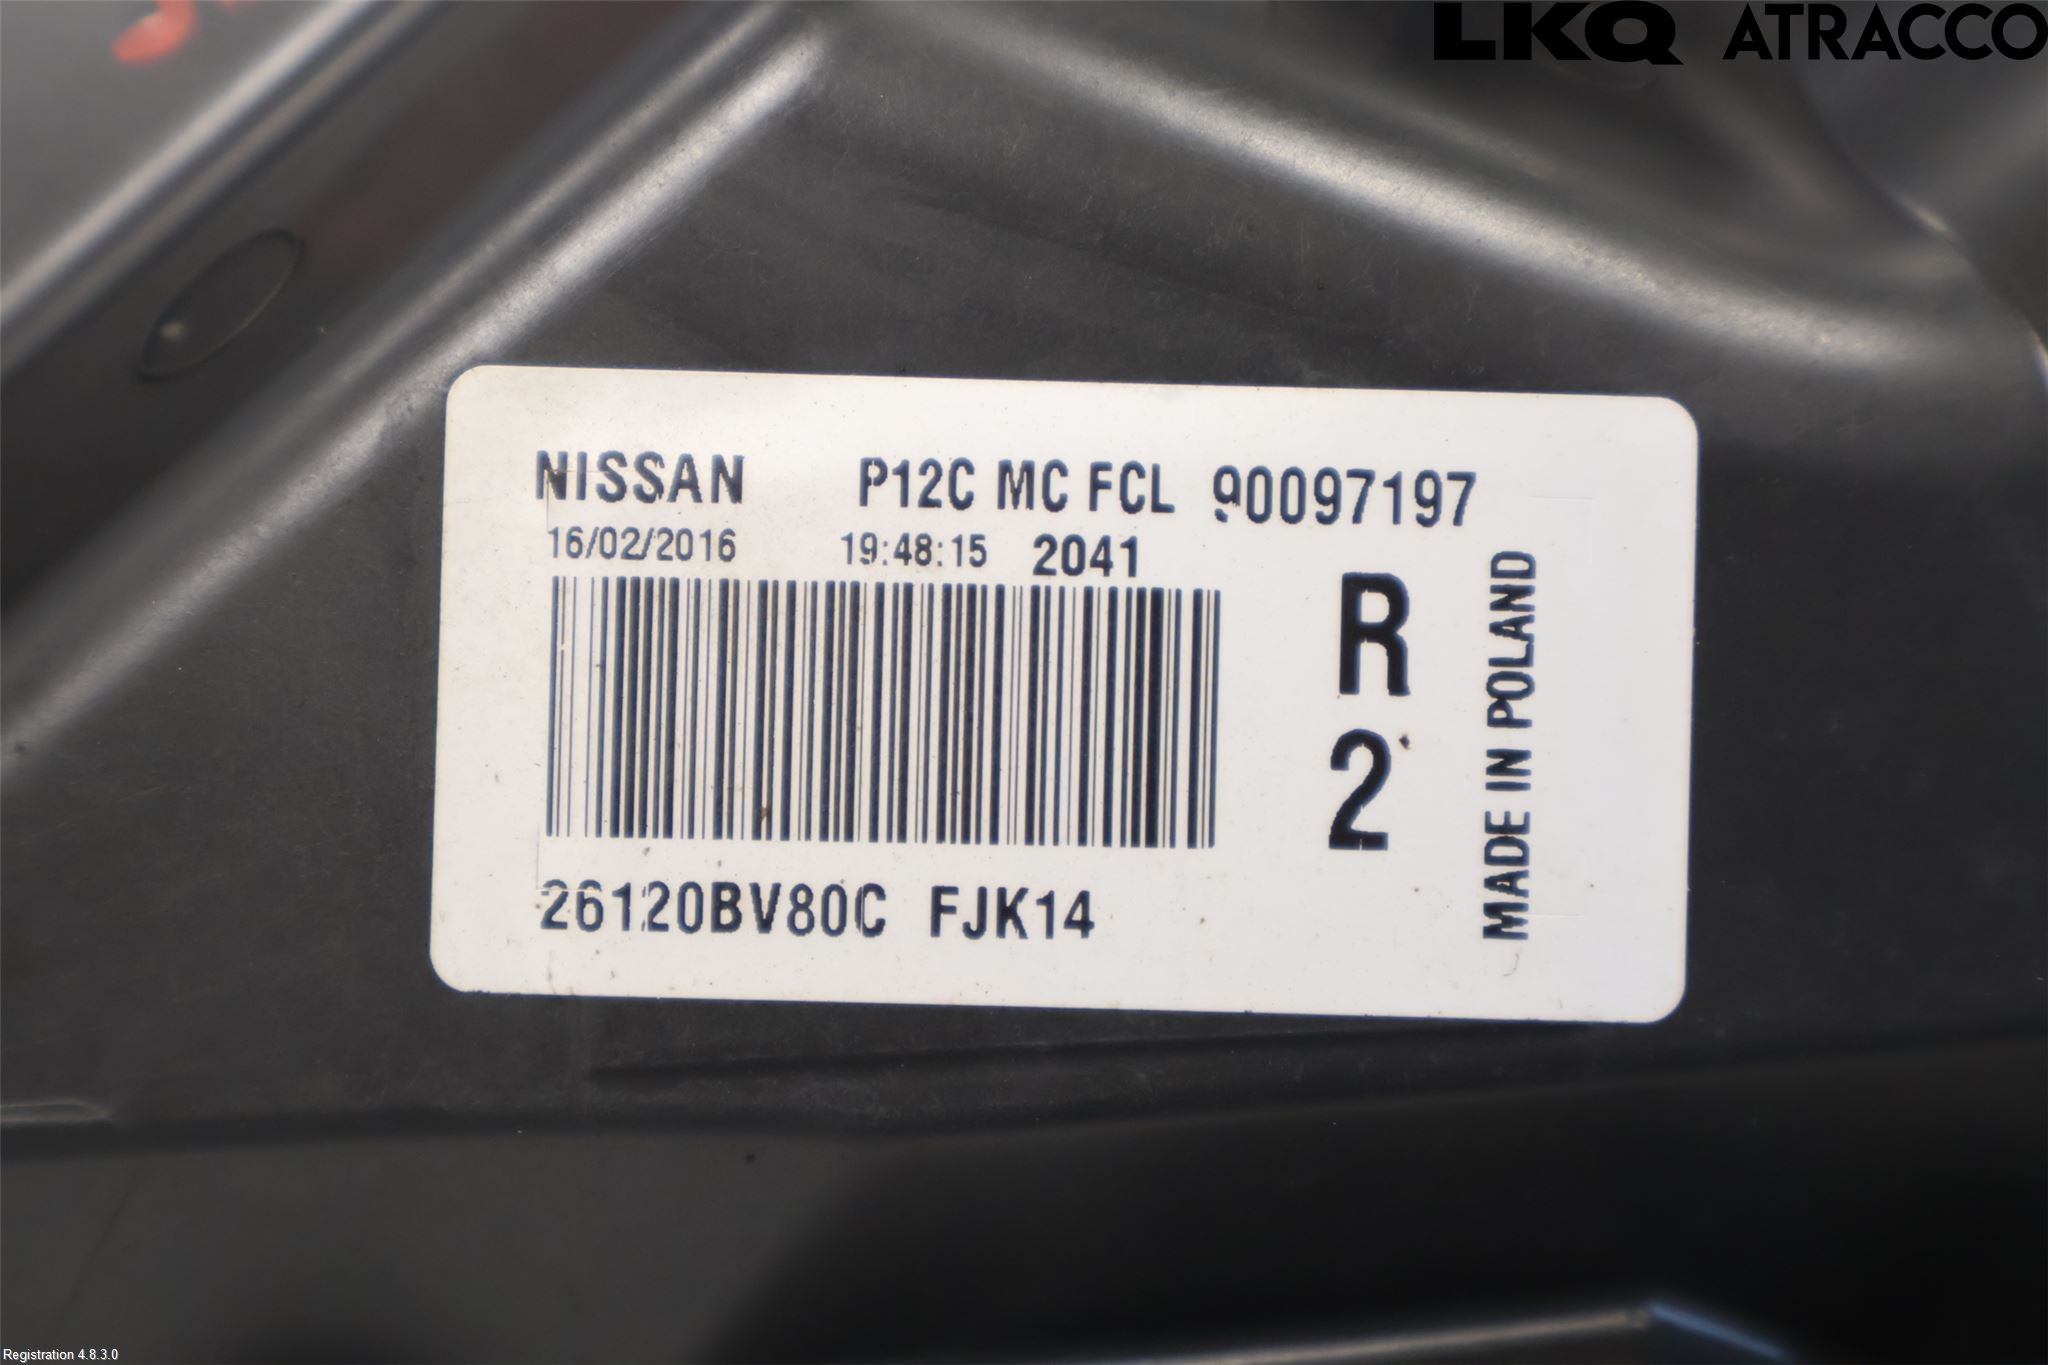 LKQ ATRACCO
NISSAN P12C MC FCL 90097197
16/02/2016 19:48:15 2041
R
2
MADE IN POLAND
26120BV80C FJK14
Registration 4.8.3.0